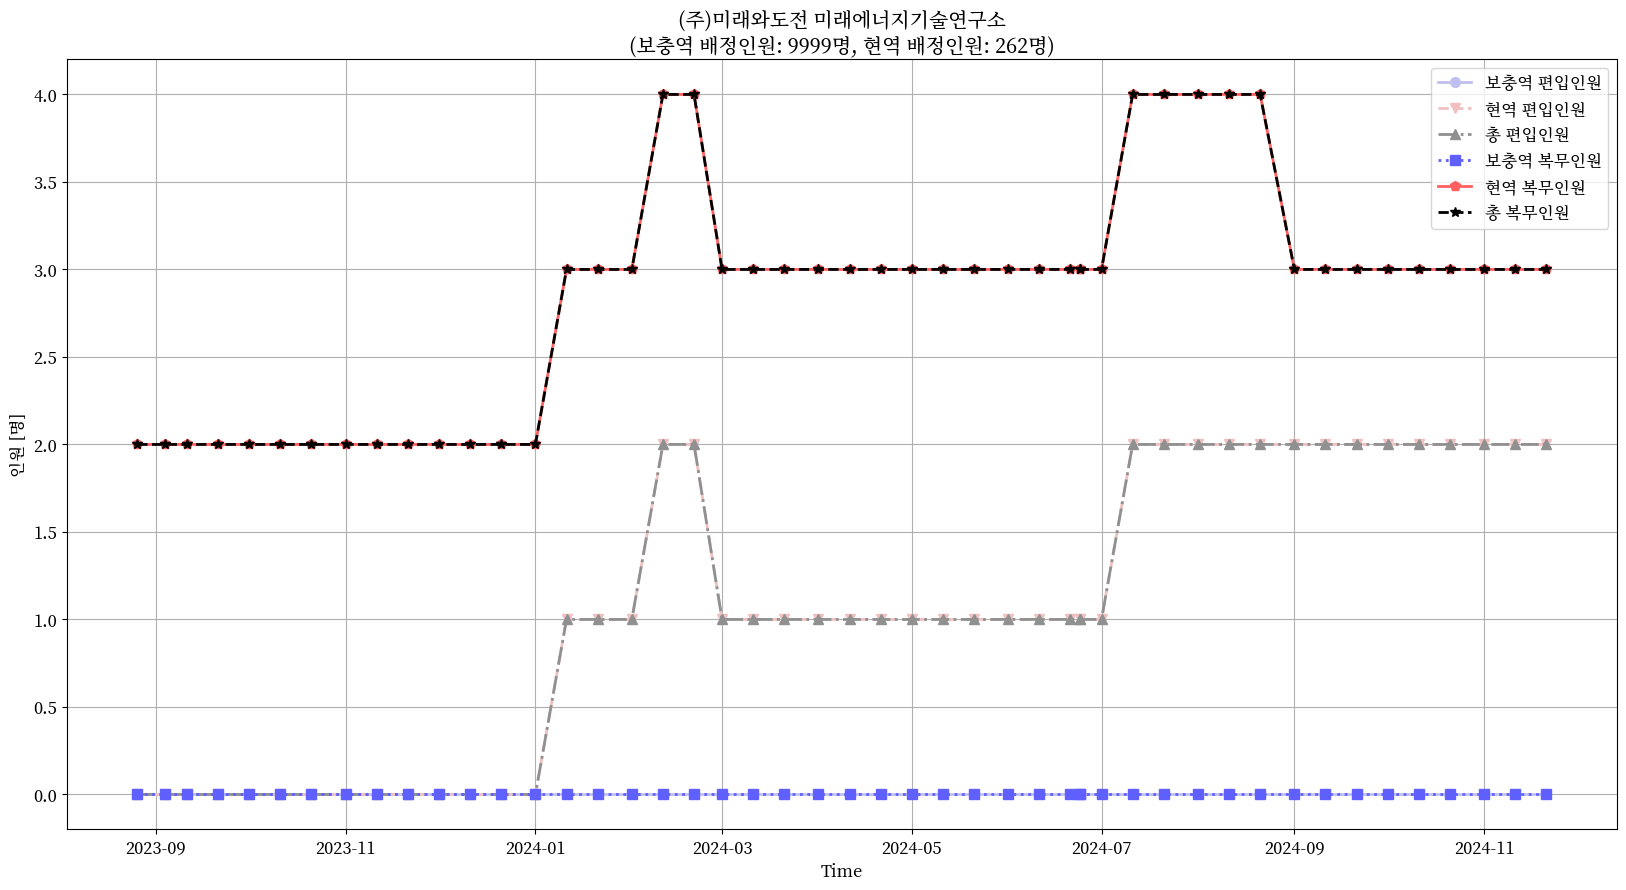 (주)미래와도전 미래에너지기술연구소
(보충역 배정인원: 9999명, 현역 배정인원: 262명)
보충역 편입인원
현역 편입인원
총 편입인원
보충역 복무인원
현역 복무인원
총 복무인원
인원 [명]
4.0
3.5
3.0
2.5
2.0
1.5
1.0
0.5
0.0
2023-09 2023-11 2024-01 2024-03 2024-05 2024-07 2024-09 2024-11
Time